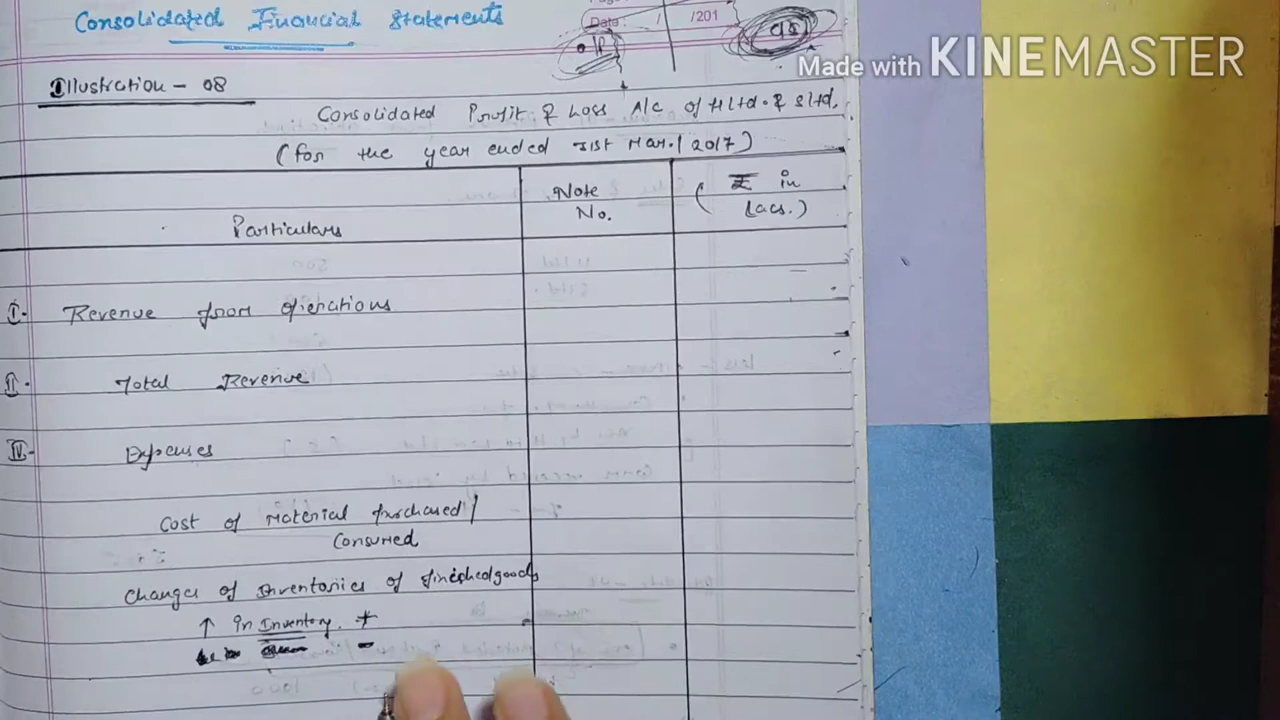 Consolidated Financial Statements
Date : / /201
Made with KINEMASTER
Illustration - 08
Consolidated Profit & Loss A/c of H Ltd. & S Ltd.
(for the year ended 31st Mar. / 2017)
Particulars
Note No.
(₹ in Lacs.)
I. Revenue from operations
II. Total Revenue
IV. Expenses
Cost of Material Purchased /
Consumed
Changes of Inventories of finished goods
↑ in Inventory. +